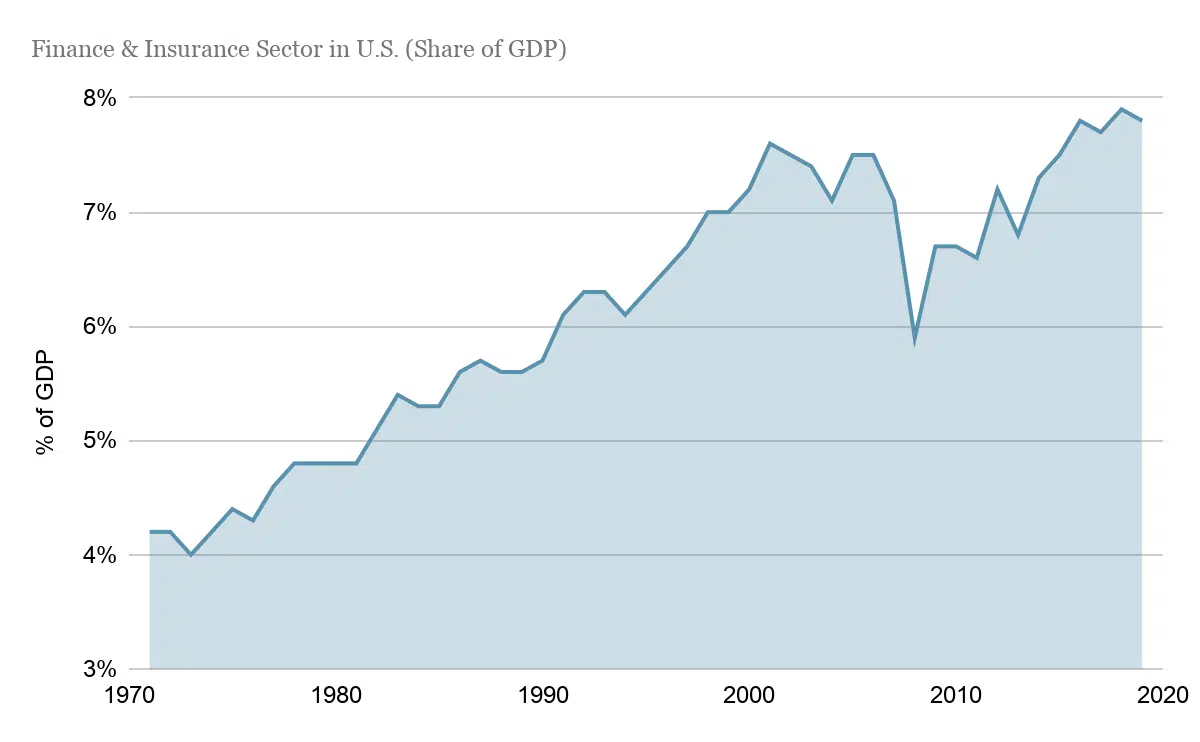 Finance & Insurance Sector in U.S. (Share of GDP)
8%
7%
6%
5%
4%
3%
% of GDP
1970 1980 1990 2000 2010 2020